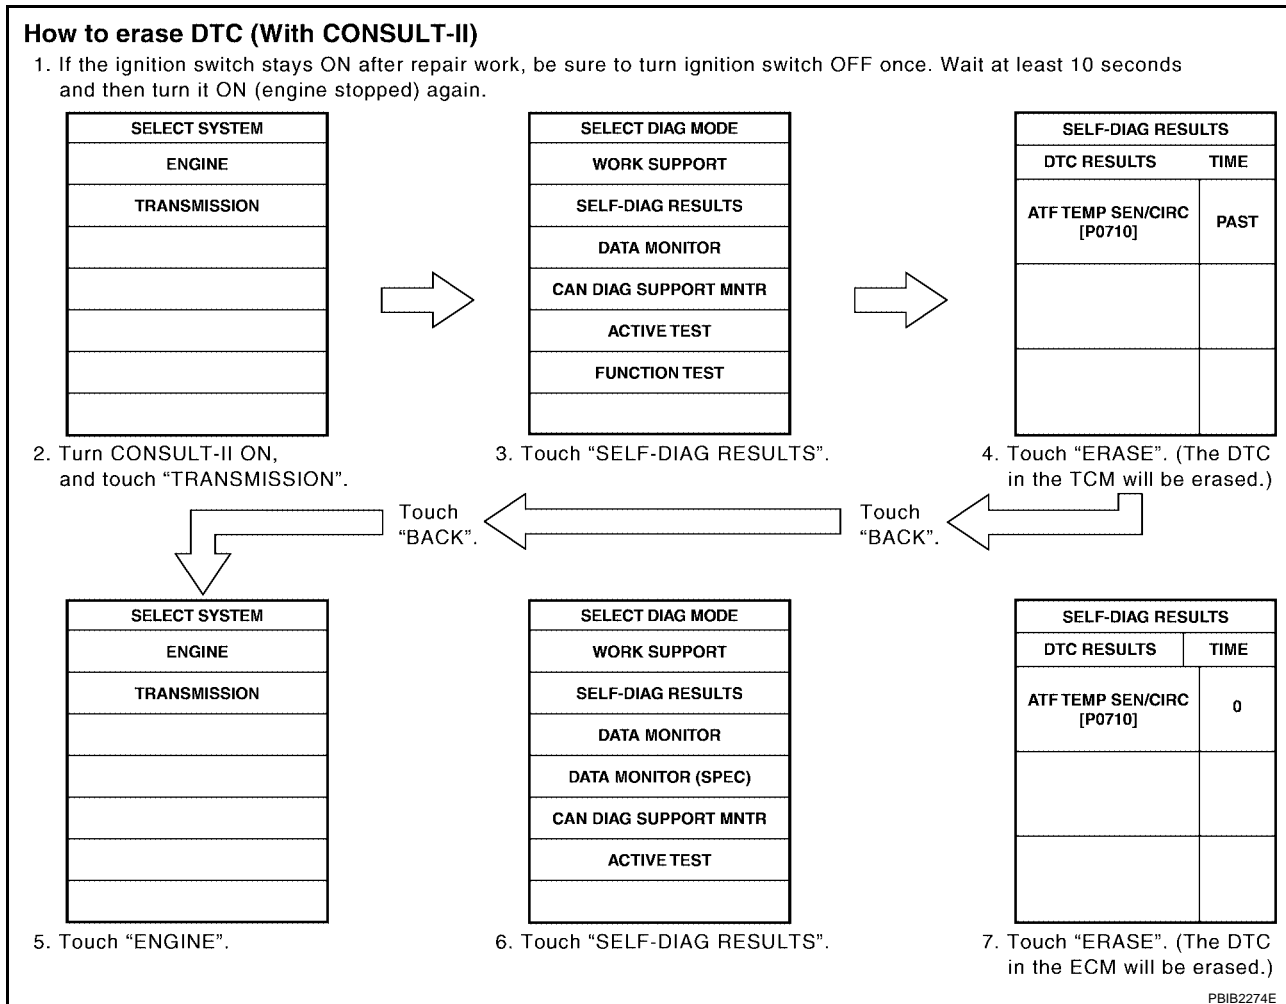 How to erase DTC (With CONSULT-II)
1. If the ignition switch stays ON after repair work, be sure to turn ignition switch OFF once. Wait at least 10 seconds
and then turn it ON (engine stopped) again.
SELECT SYSTEM
ENGINE
TRANSMISSION
2. Turn CONSULT-II ON,
and touch “TRANSMISSION”.
SELECT DIAG MODE
WORK SUPPORT
SELF-DIAG RESULTS
DATA MONITOR
CAN DIAG SUPPORT MNTR
ACTIVE TEST
FUNCTION TEST
3. Touch “SELF-DIAG RESULTS”.
SELF-DIAG RESULTS
DTC RESULTS TIME
ATF TEMP SEN/CIRC
[P0710]
PAST
4. Touch “ERASE”. (The DTC
in the TCM will be erased.)
Touch
“BACK”.
Touch
“BACK”.
SELECT SYSTEM
ENGINE
TRANSMISSION
5. Touch “ENGINE”.
SELECT DIAG MODE
WORK SUPPORT
SELF-DIAG RESULTS
DATA MONITOR
DATA MONITOR (SPEC)
CAN DIAG SUPPORT MNTR
ACTIVE TEST
6. Touch “SELF-DIAG RESULTS”.
SELF-DIAG RESULTS
DTC RESULTS TIME
ATF TEMP SEN/CIRC
[P0710]
0
7. Touch “ERASE”. (The DTC
in the ECM will be erased.)
PBIB2274E